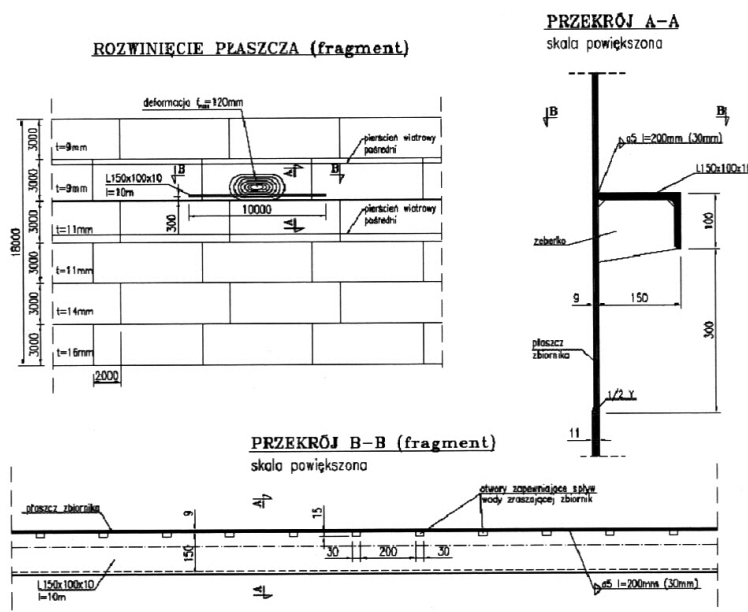 ROZWINIĘCIE PŁASZCZA (fragment)
deformacja f max=120mm
pierścień wiatrowy
pośredni
t=9mm
t=9mm
L150x100x10
l=10m
B
B
A
A
10000
300
pierścień wiatrowy
pośredni
t=11mm
t=11mm
t=14mm
t=16mm
3000
3000
3000
3000
3000
3000
18000
2000
PRZEKRÓJ A-A
skala powiększona
B
B
a5 l=200mm (30mm)
L150x100x10
żeberko
100
9
150
300
płaszcz
zbiornika
1/2 Y
11
PRZEKRÓJ B-B (fragment)
skala powiększona
płaszcz zbiornika
A
9
15
otwory zapewniające spływ
wody zraszającej zbiornik
150
30
200
30
L150x100x10
l=10m
A
a5 l=200mm (30mm)